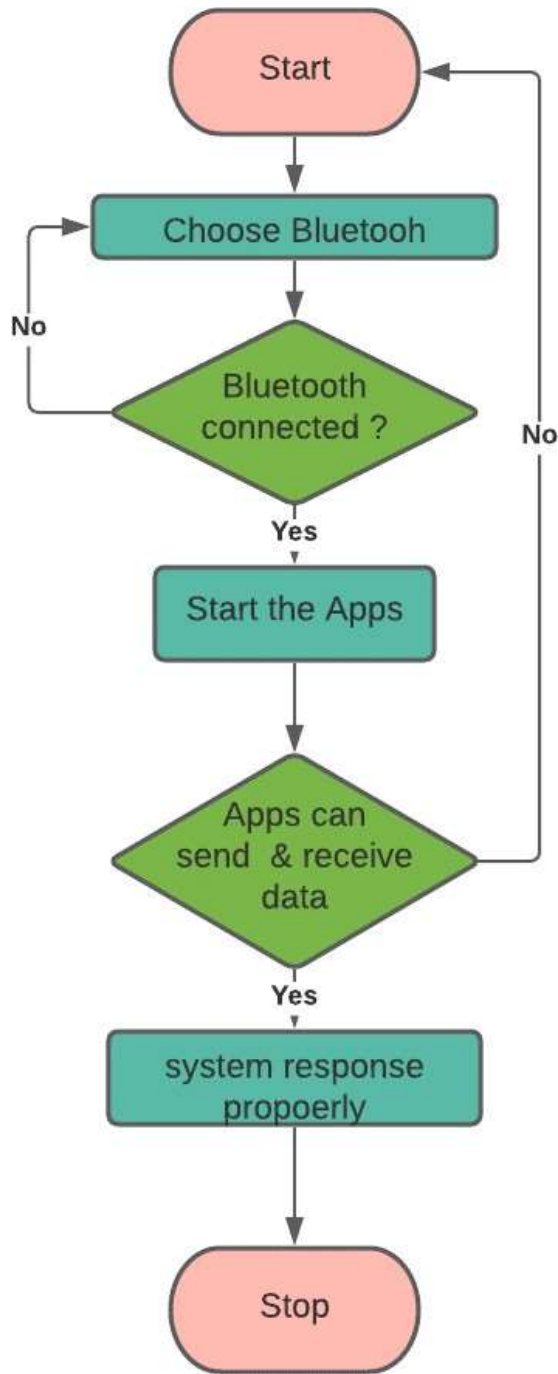 Start
Choose Bluetooh
No
Bluetooth
connected ?
No
Yes
Start the Apps
Apps can
send & receive
data
Yes
system response
propoerly
Stop